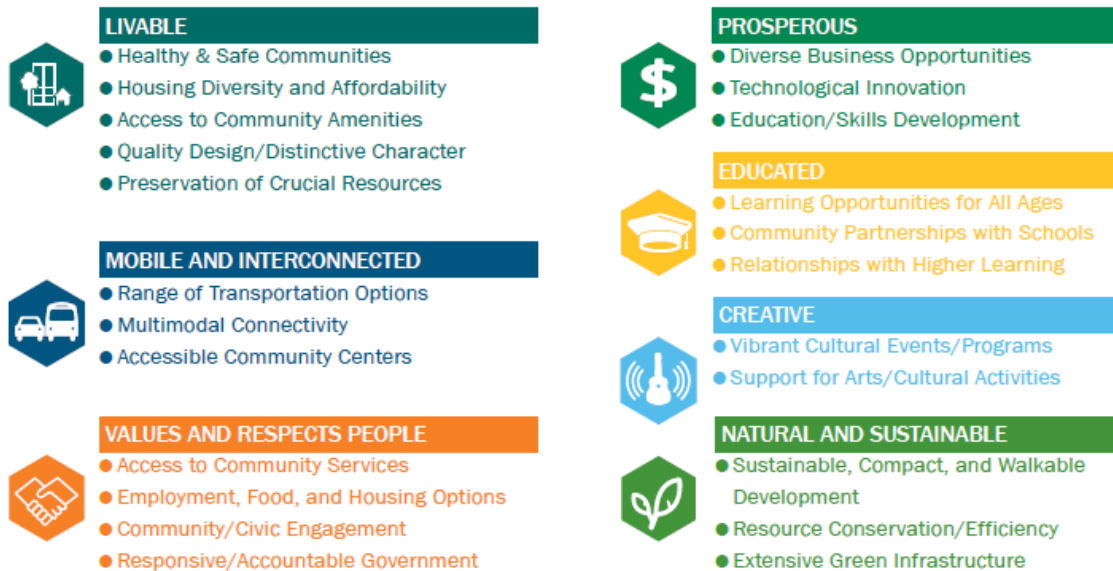 LIVABLE
Healthy & Safe Communities
Housing Diversity and Affordability
Access to Community Amenities
Quality Design/Distinctive Character
Preservation of Crucial Resources
MOBILE AND INTERCONNECTED
Range of Transportation Options
Multimodal Connectivity
Accessible Community Centers
VALUES AND RESPECTS PEOPLE
Access to Community Services
Employment, Food, and Housing Options
Community/Civic Engagement
Responsive/Accountable Government
$
PROSPEROUS
Diverse Business Opportunities
Technological Innovation
Education/Skills Development
EDUCATED
Learning Opportunities for All Ages
Community Partnerships with Schools
Relationships with Higher Learning
CREATIVE
Vibrant Cultural Events/Programs
Support for Arts/Cultural Activities
NATURAL AND SUSTAINABLE
Sustainable, Compact, and Walkable
Development
Resource Conservation/Efficiency
Extensive Green Infrastructure